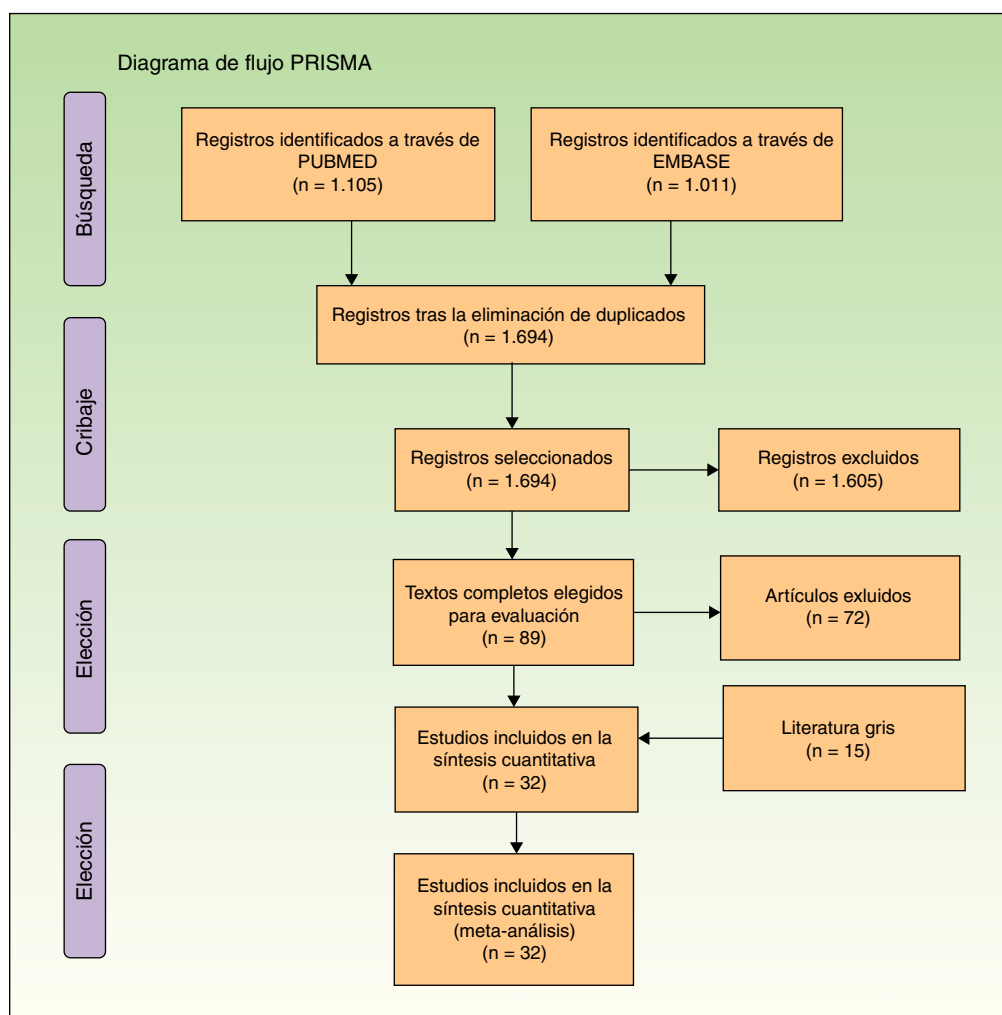 Diagrama de flujo PRISMA
Búsqueda
Registros identificados a través de
PUBMED
(n = 1.105)
Registros identificados a través de
EMBASE
(n = 1.011)
Registros tras la eliminación de duplicados
(n = 1.694)
Cribaje
Registros seleccionados
(n = 1.694)
Registros excluidos
(n = 1.605)
Elección
Textos completos elegidos
para evaluación
(n = 89)
Artículos exluidos
(n = 72)
Estudios incluidos en la
síntesis cuantitativa
(n = 32)
Literatura gris
(n = 15)
Elección
Estudios incluidos en la
síntesis cuantitativa
(meta-análisis)
(n = 32)